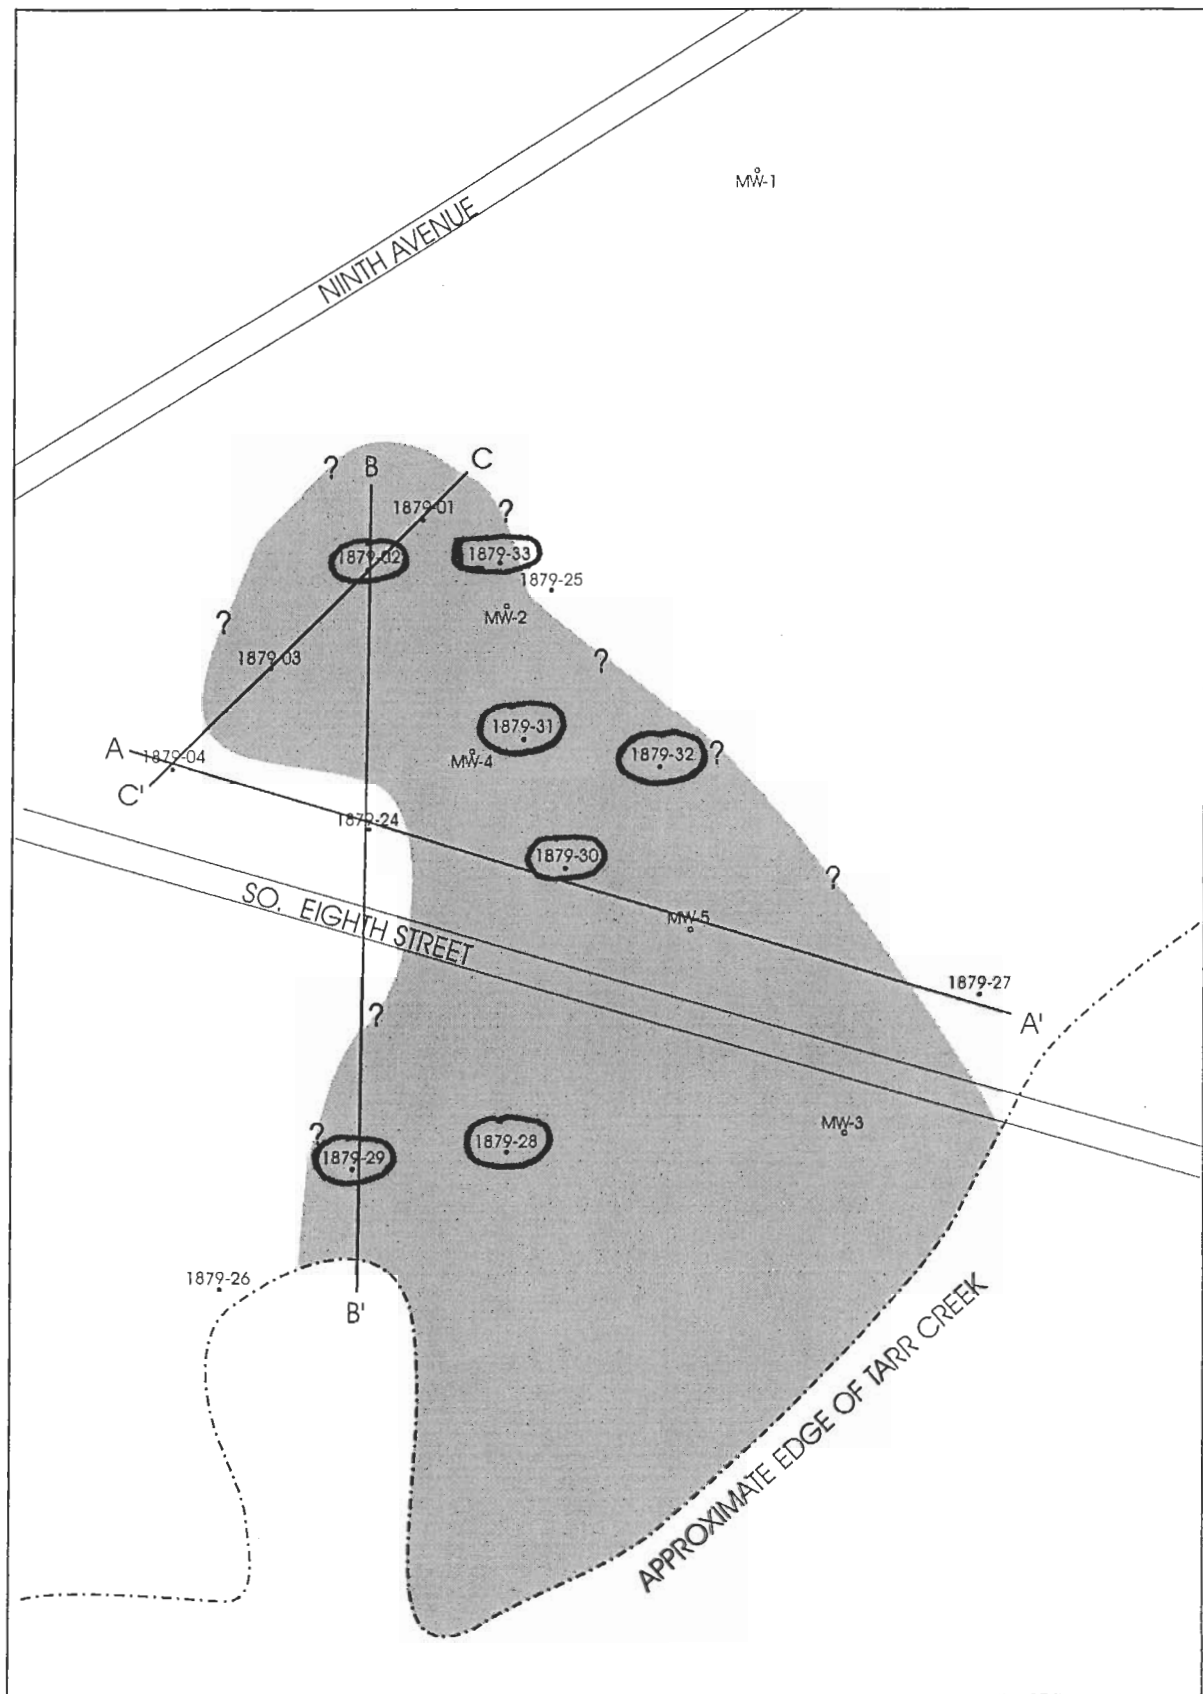 MW-1
NINTH AVENUE
?
B
C
1879-01
?
1879-02
1879-33
1879-25
MW-2
?
1879-03
?
1879-31
1879-32
?
A
1879-04
MW-4
C'
1879-24
1879-30
?
SO. EIGHTH STREET
MW-5
1879-27
A'
?
MW-3
?
1879-28
1879-29
1879-26
B'
APPROXIMATE EDGE OF TARR CREEK